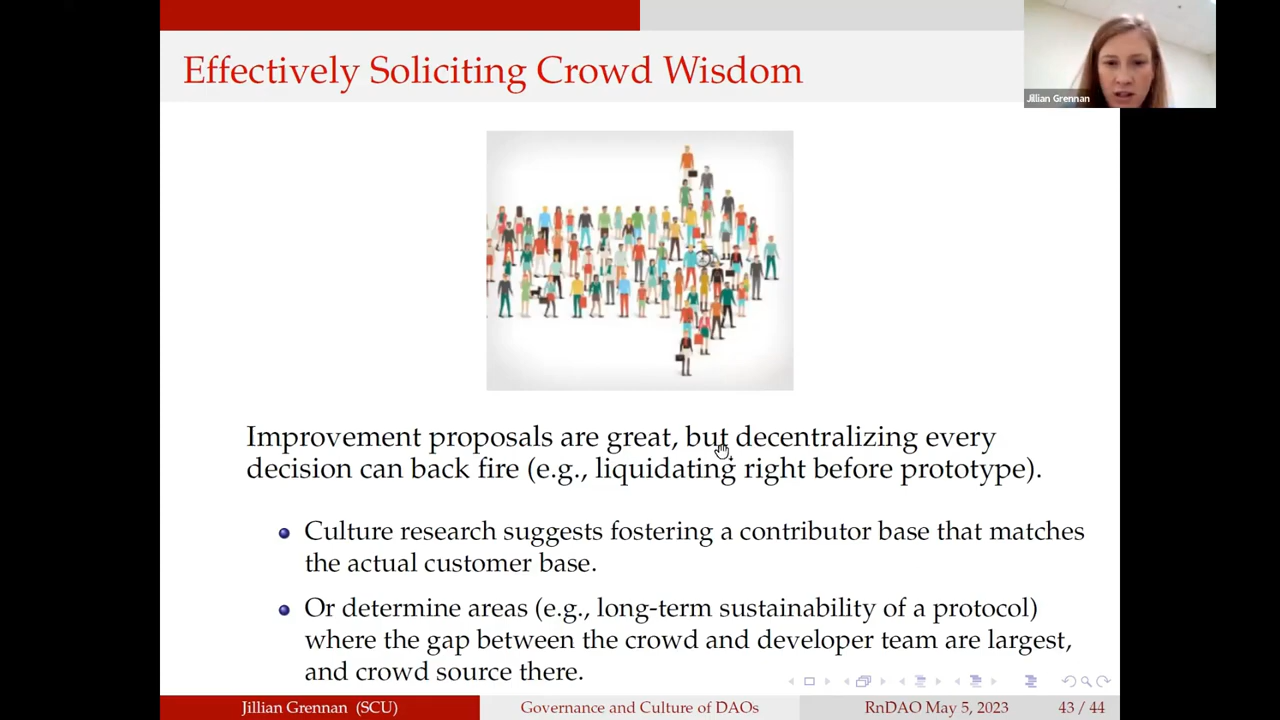 Effectively Soliciting Crowd Wisdom
Jillian Grennan
Improvement proposals are great, but decentralizing every
decision can back fire (e.g., liquidating right before prototype).
Culture research suggests fostering a contributor base that matches
the actual customer base.
Or determine areas (e.g., long-term sustainability of a protocol)
where the gap between the crowd and developer team are largest,
and crowd source there.
Jillian Grennan (SCU)
Governance and Culture of DAOs
RnDAO May 5, 2023
43 / 44